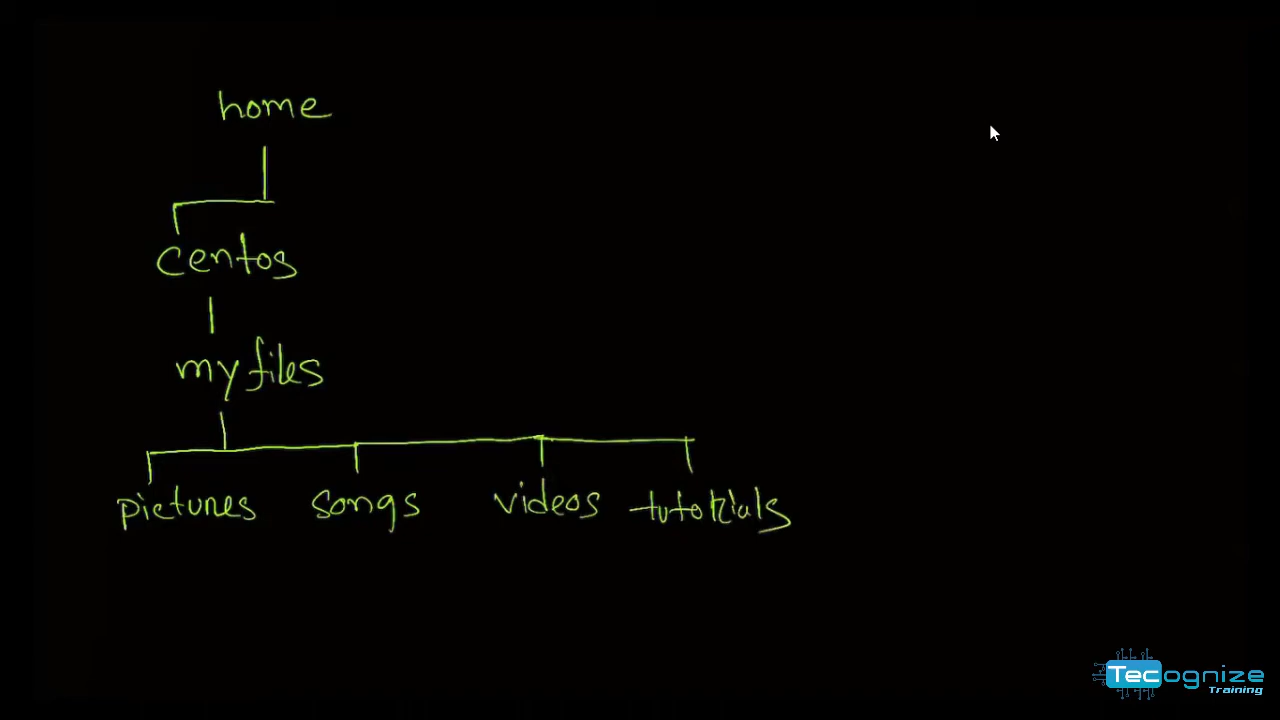 home
centos
myfiles
pictures songs videos tutorials
Tecognize
Training